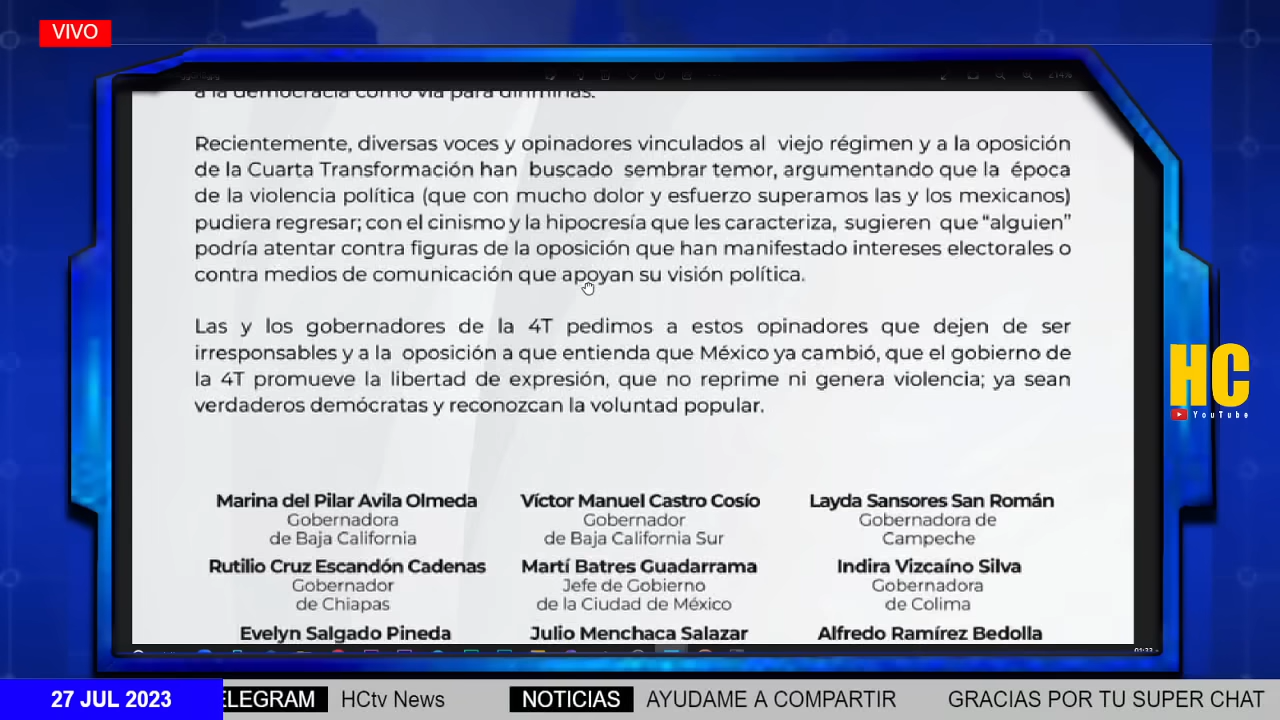 VIVO
214%
a la democracia como vía para dirimirlas.
Recientemente, diversas voces y opinadores vinculados al viejo régimen y a la oposición
de la Cuarta Transformación han buscado sembrar temor, argumentando que la época
de la violencia política (que con mucho dolor y esfuerzo superamos las y los mexicanos)
pudiera regresar; con el cinismo y la hipocresía que les caracteriza, sugieren que “alguien”
podría atentar contra figuras de la oposición que han manifestado intereses electorales o
contra medios de comunicación que apoyan su visión política.
Las y los gobernadores de la 4T pedimos a estos opinadores que dejen de ser
irresponsables y a la oposición a que entienda que México ya cambió, que el gobierno de
la 4T promueve la libertad de expresión, que no reprime ni genera violencia; ya sean
verdaderos demócratas y reconozcan la voluntad popular.
Marina del Pilar Avila Olmeda Víctor Manuel Castro Cosío Layda Sansores San Román
Gobernadora Gobernador Gobernadora de
de Baja California de Baja California Sur Campeche
Rutilio Cruz Escandón Cadenas Martí Batres Guadarrama Indira Vizcaíno Silva
Gobernador Jefe de Gobierno Gobernadora
de Chiapas de la Ciudad de México de Colima
Evelyn Salgado Pineda Julio Menchaca Salazar Alfredo Ramírez Bedolla
HC
YouTube
27 JUL 2023 ELEGRAM HCtv News NOTICIAS AYUDAME A COMPARTIR GRACIAS POR TU SUPER CHAT